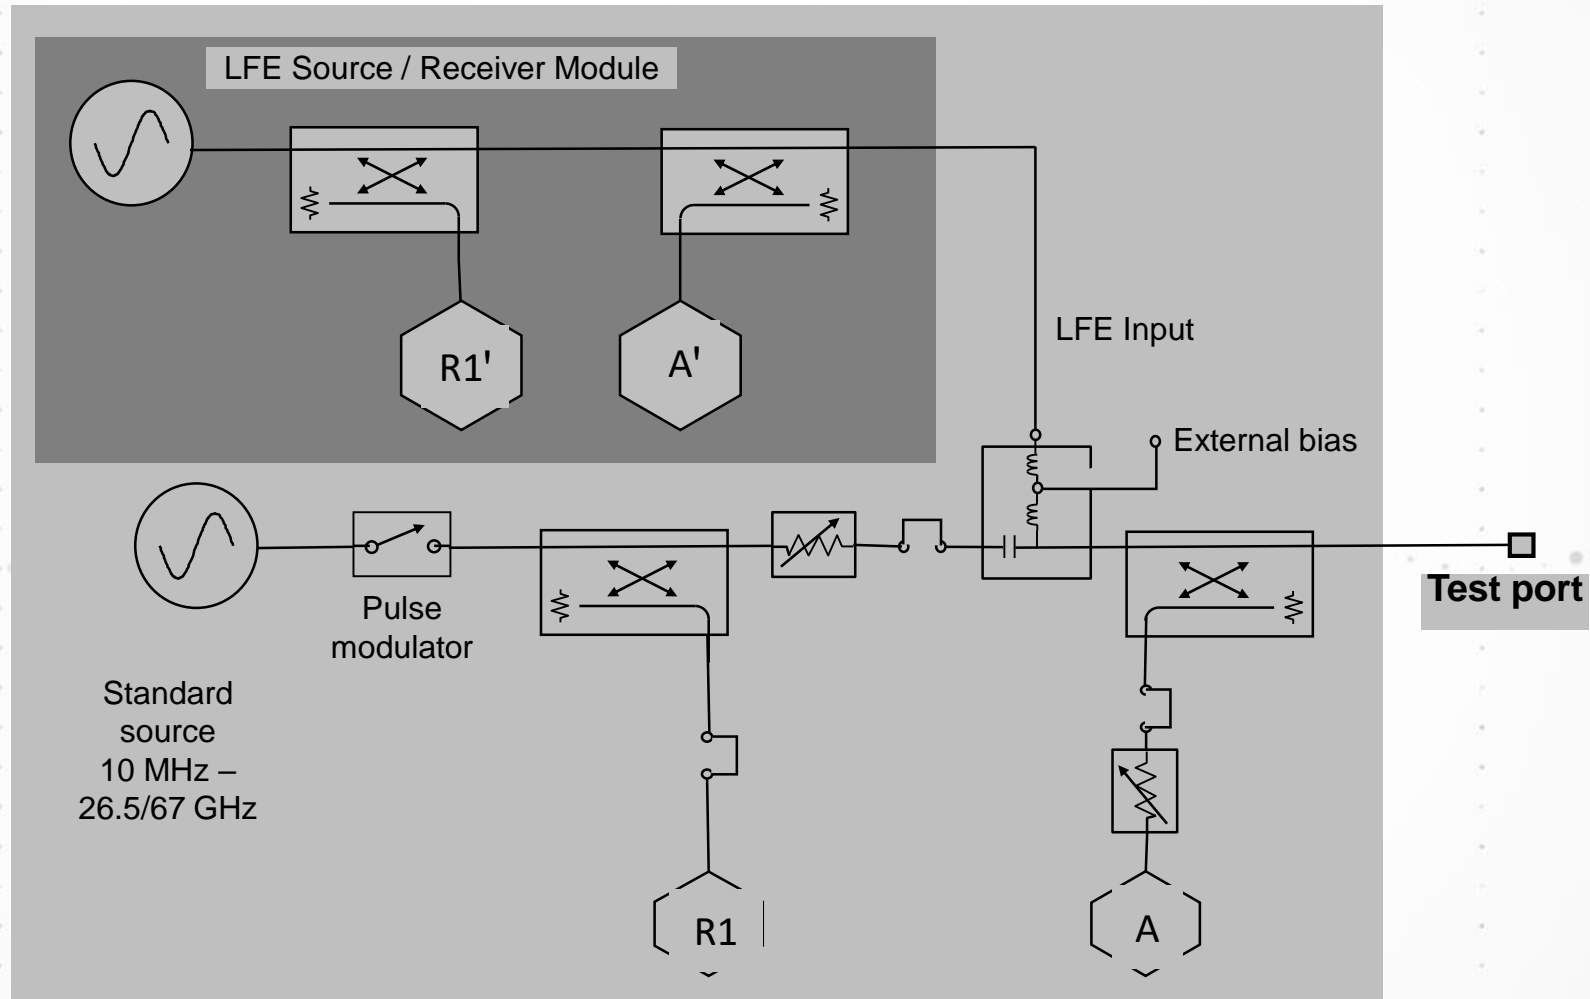 LFE Source / Receiver Module
R1'
A'
LFE Input
External bias
Pulse
modulator
Test port
Standard
source
10 MHz –
26.5/67 GHz
R1
A